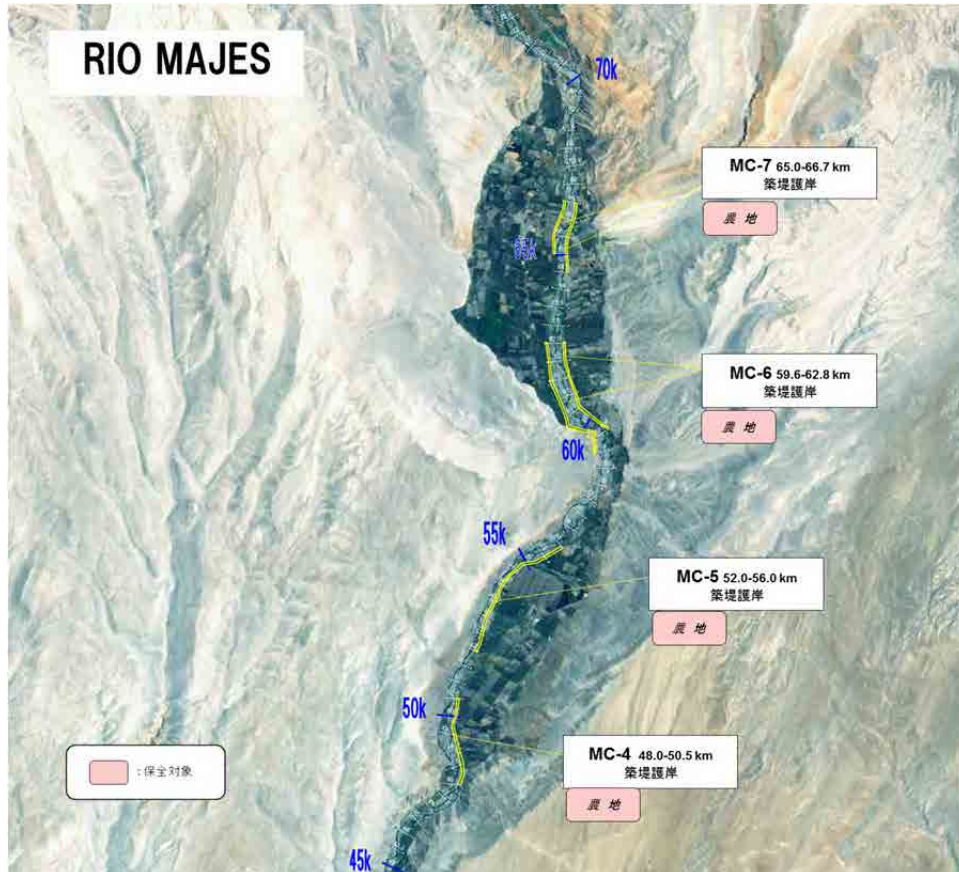 RIO MAJES
70k
MC-7 65.0-66.7 km
築堤護岸
農 地
65k
MC-6 59.6-62.8 km
築堤護岸
農 地
60k
55k
MC-5 52.0-56.0 km
築堤護岸
農 地
50k
MC-4 48.0-50.5 km
築堤護岸
農 地
:保全対象
45k